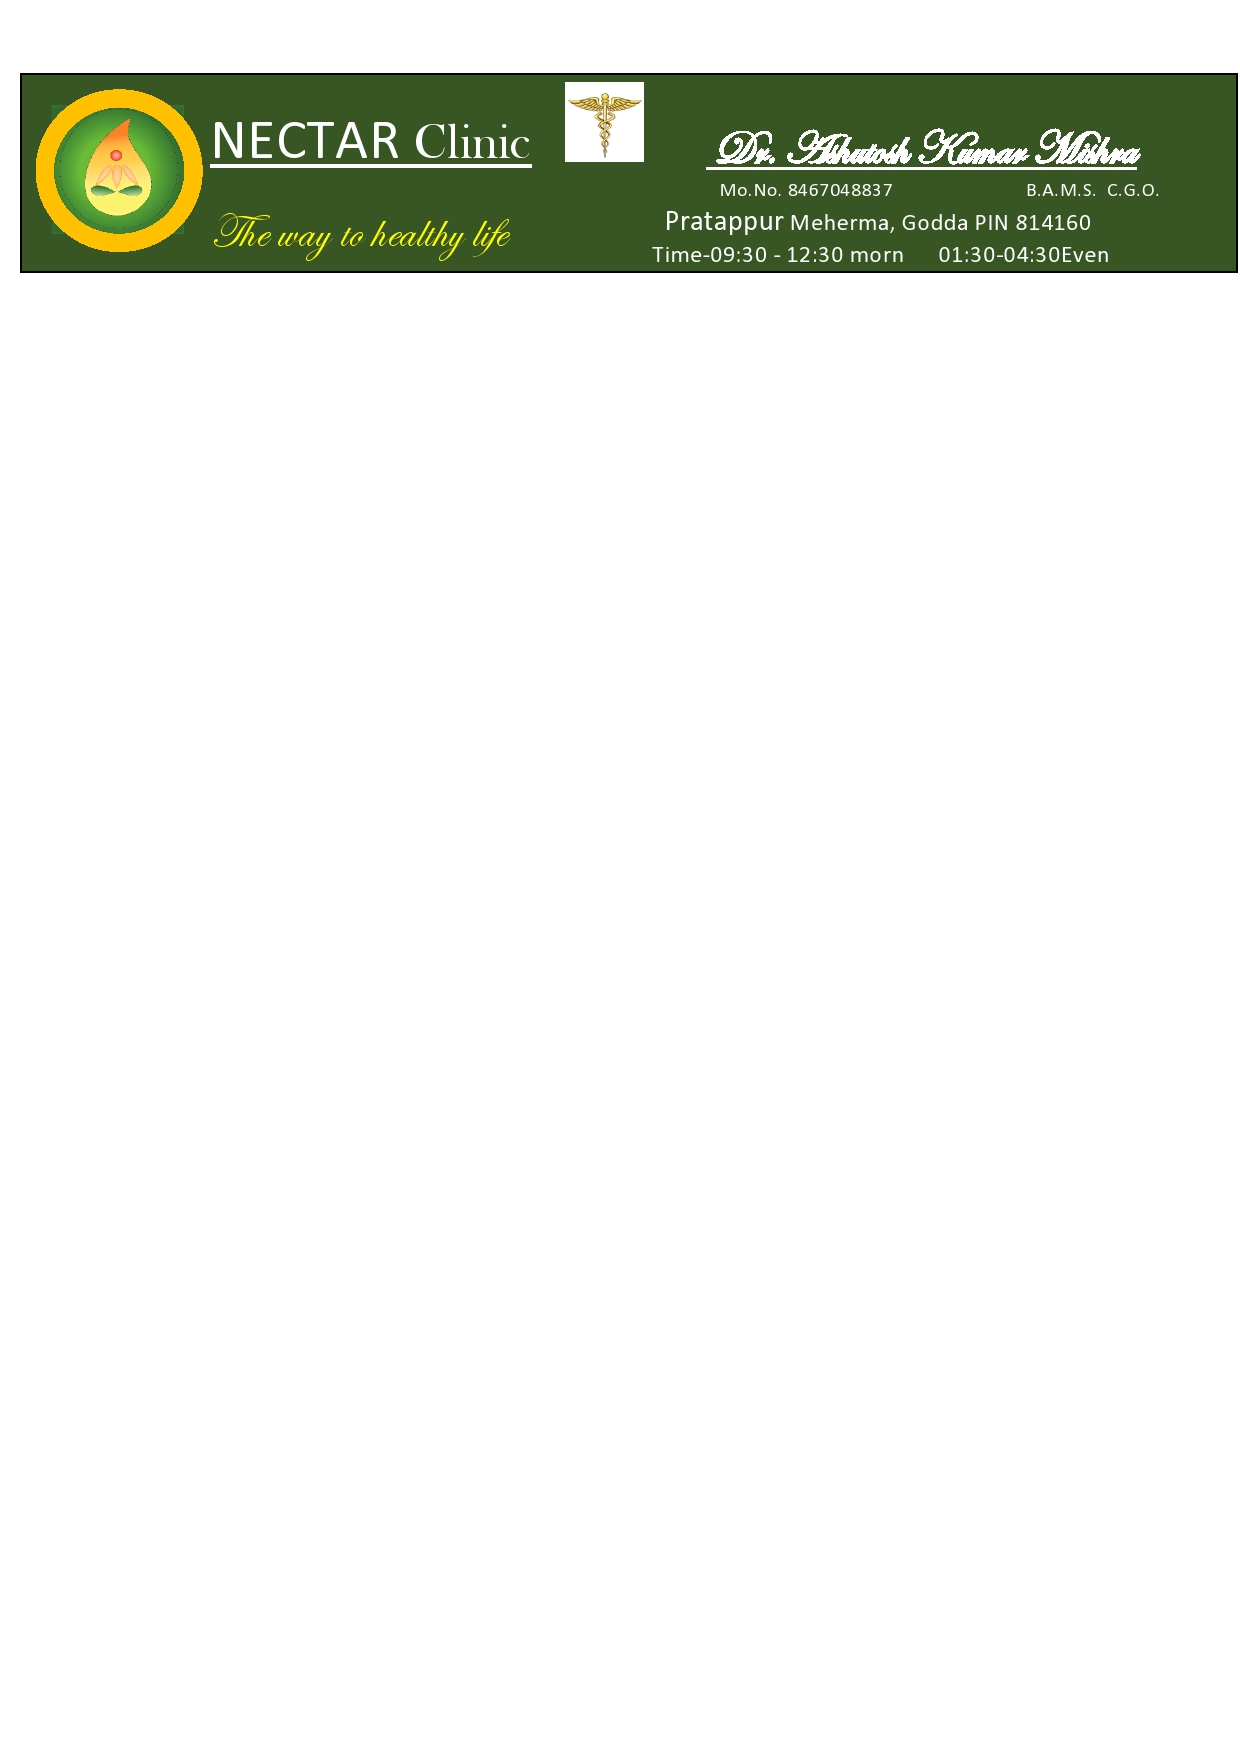 NECTAR Clinic
The way to healthy life
Dr. Ashutosh Kumar Mishra
Mo.No. 8467048837 B.A.M.S. C.G.O.
Pratappur Meherma, Godda PIN 814160
Time-09:30 - 12:30 morn 01:30-04:30Even